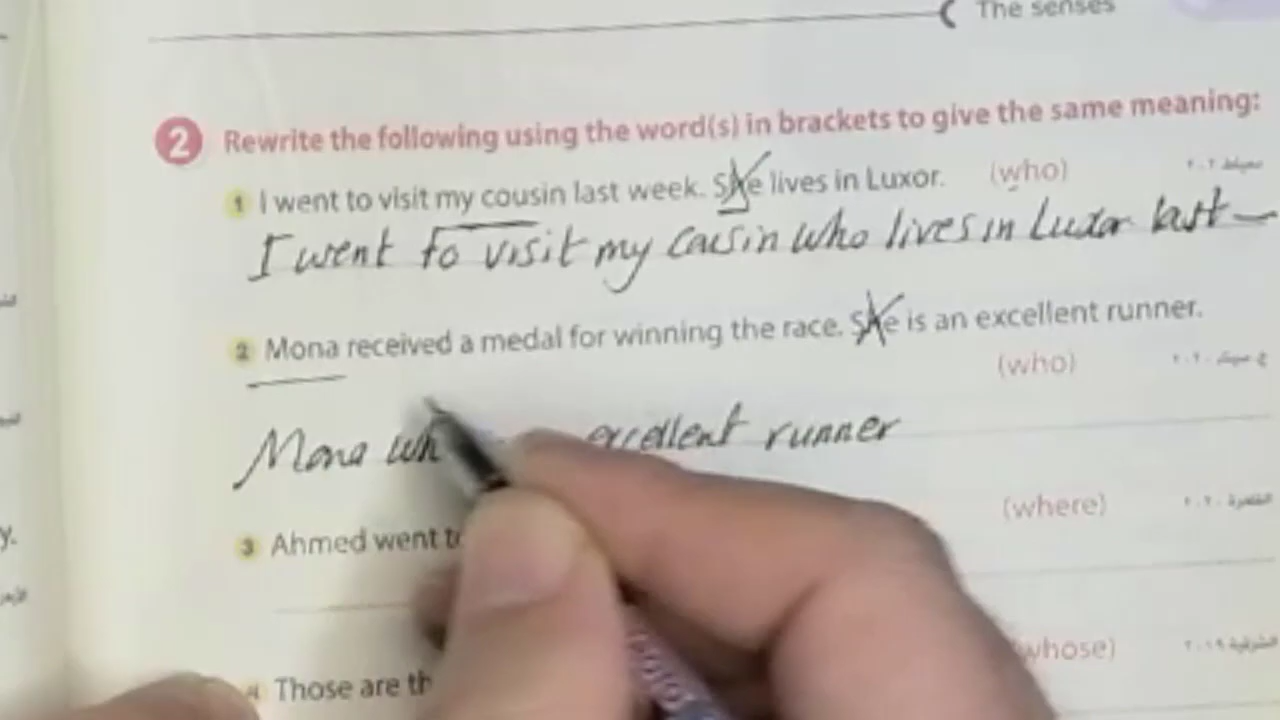 The senses
2 Rewrite the following using the word(s) in brackets to give the same meaning:
1 I went to visit my cousin last week. She lives in Luxor. (who)
I went to visit my caisin who lives in Luxor last
2 Mona received a medal for winning the race. She is an excellent runner.
(who)
Mona wh excellent runner
(where)
3 Ahmed went to
(whose)
4 Those are th
y.